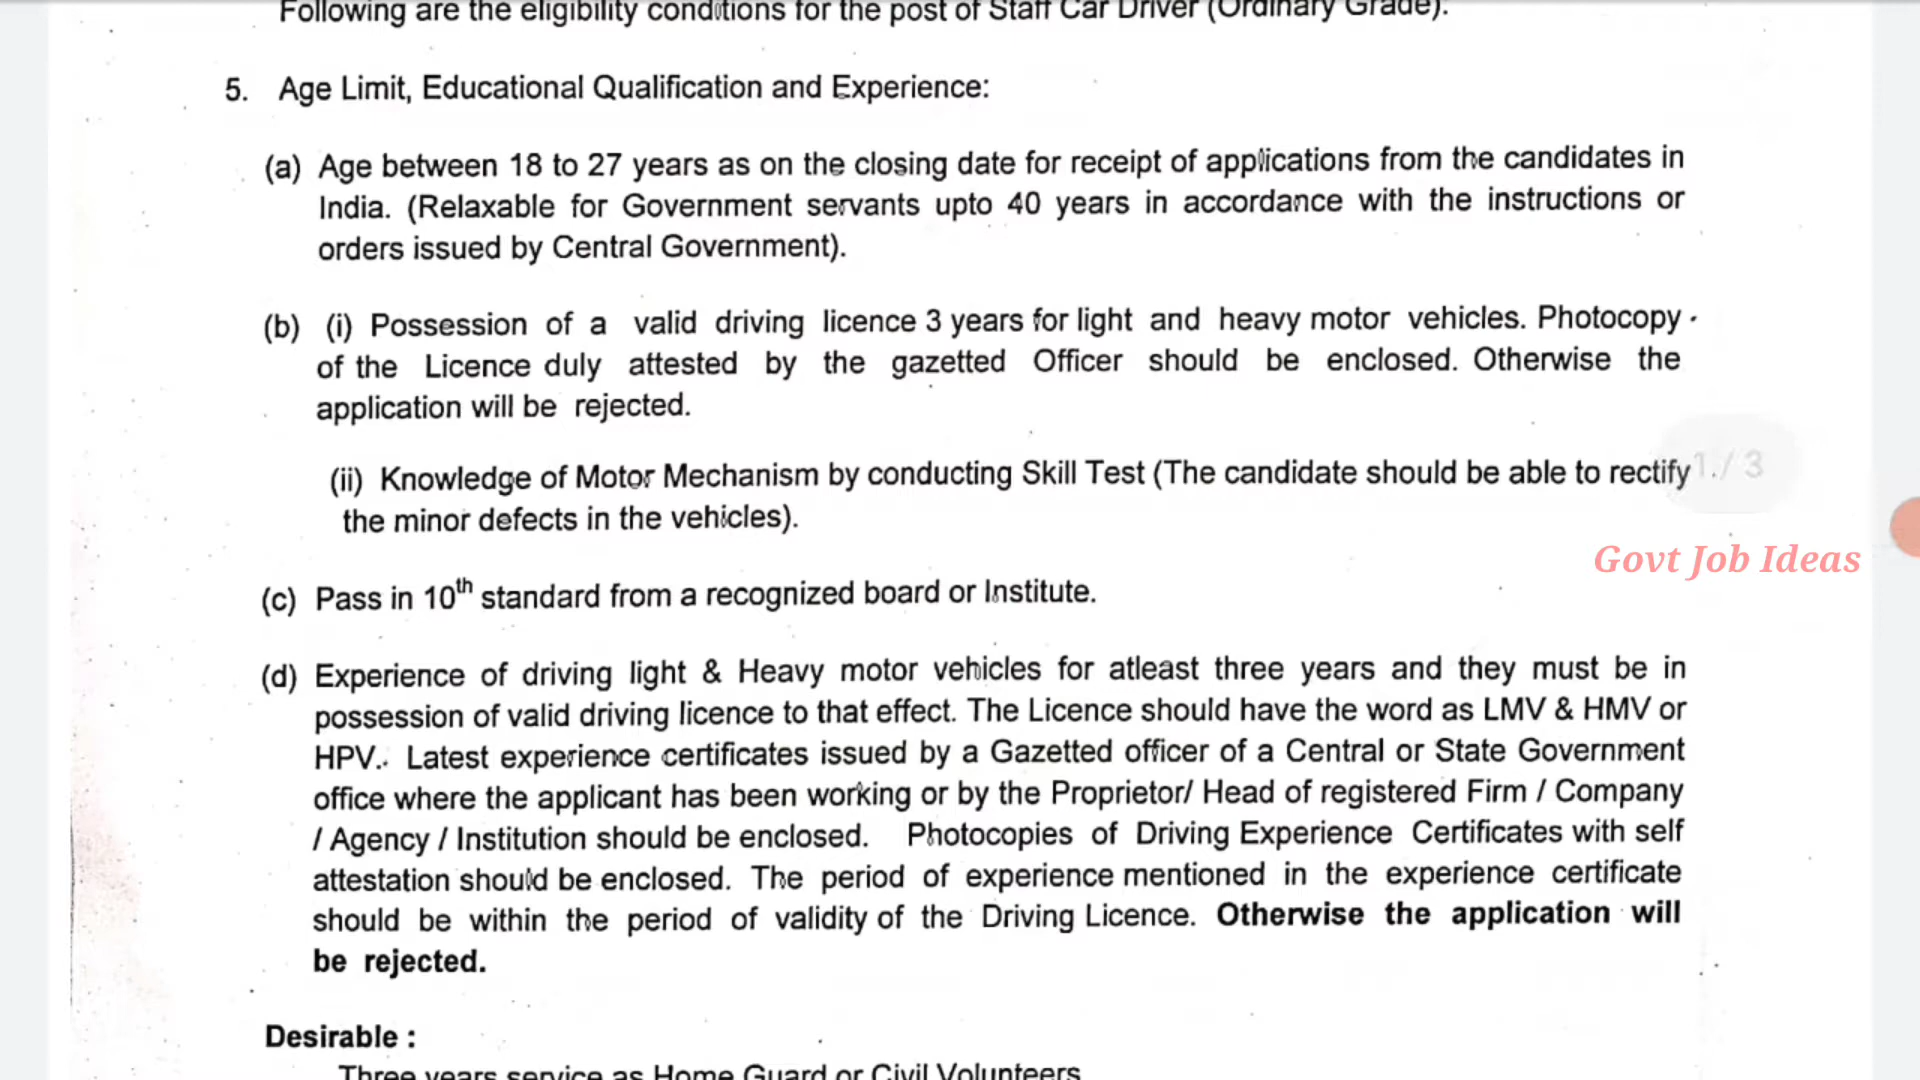 Following are the eligibility conditions for the post of Staff Car Driver (Ordinary Grade):
5. Age Limit, Educational Qualification and Experience:
(a) Age between 18 to 27 years as on the closing date for receipt of applications from the candidates in
India. (Relaxable for Government servants upto 40 years in accordance with the instructions or
orders issued by Central Government).
(b) (i) Possession of a valid driving licence 3 years for light and heavy motor vehicles. Photocopy
of the Licence duly attested by the gazetted Officer should be enclosed. Otherwise the
application will be rejected.
(ii) Knowledge of Motor Mechanism by conducting Skill Test (The candidate should be able to rectify
the minor defects in the vehicles).
1 / 3
Govt Job Ideas
(c) Pass in 10th standard from a recognized board or Institute.
(d) Experience of driving light & Heavy motor vehicles for atleast three years and they must be in
possession of valid driving licence to that effect. The Licence should have the word as LMV & HMV or
HPV.. Latest experience certificates issued by a Gazetted officer of a Central or State Government
office where the applicant has been working or by the Proprietor/ Head of registered Firm / Company
/ Agency / Institution should be enclosed. Photocopies of Driving Experience Certificates with self
attestation should be enclosed. The period of experience mentioned in the experience certificate
should be within the period of validity of the Driving Licence. Otherwise the application will
be rejected.
Desirable :
Three years service as Home Guard or Civil Volunteers